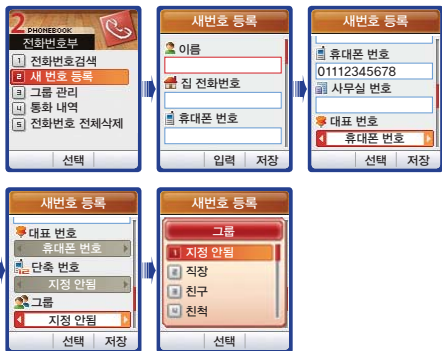 2 PHONEBOOK
전화번호부
1 전화번호검색
2 새 번호 등록
3 그룹 관리
4 통화 내역
5 전화번호 전체삭제
선택
새번호 등록
이름
집 전화번호
휴대폰 번호
입력 저장
새번호 등록
휴대폰 번호
01112345678
사무실 번호
대표 번호
휴대폰 번호
선택 저장
새번호 등록
대표 번호
휴대폰 번호
단축 번호
지정 안됨
그룹
지정 안됨
선택 저장
새번호 등록
그룹
1 지정 안됨
2 직장
3 친구
4 친척
선택